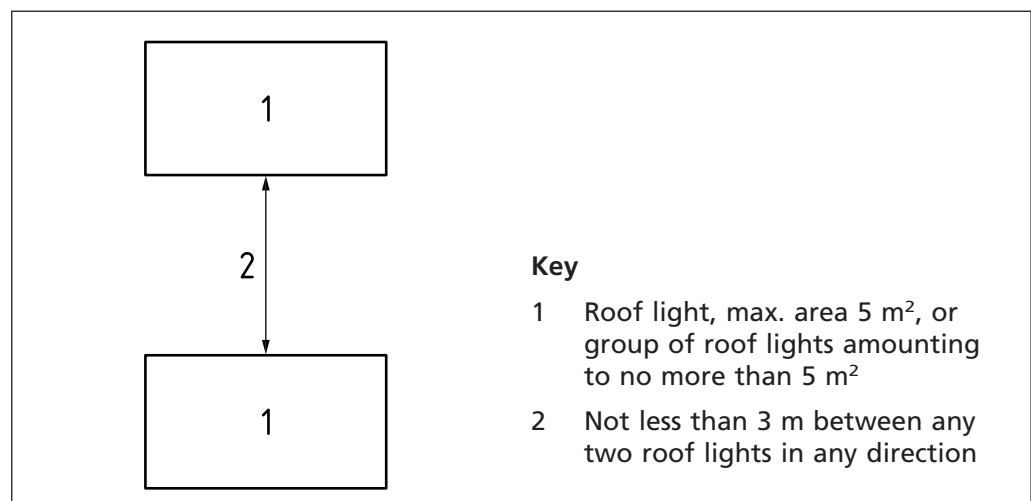 1
2
1
Key
1 Roof light, max. area 5 m², or
group of roof lights amounting
to no more than 5 m²
2 Not less than 3 m between any
two roof lights in any direction